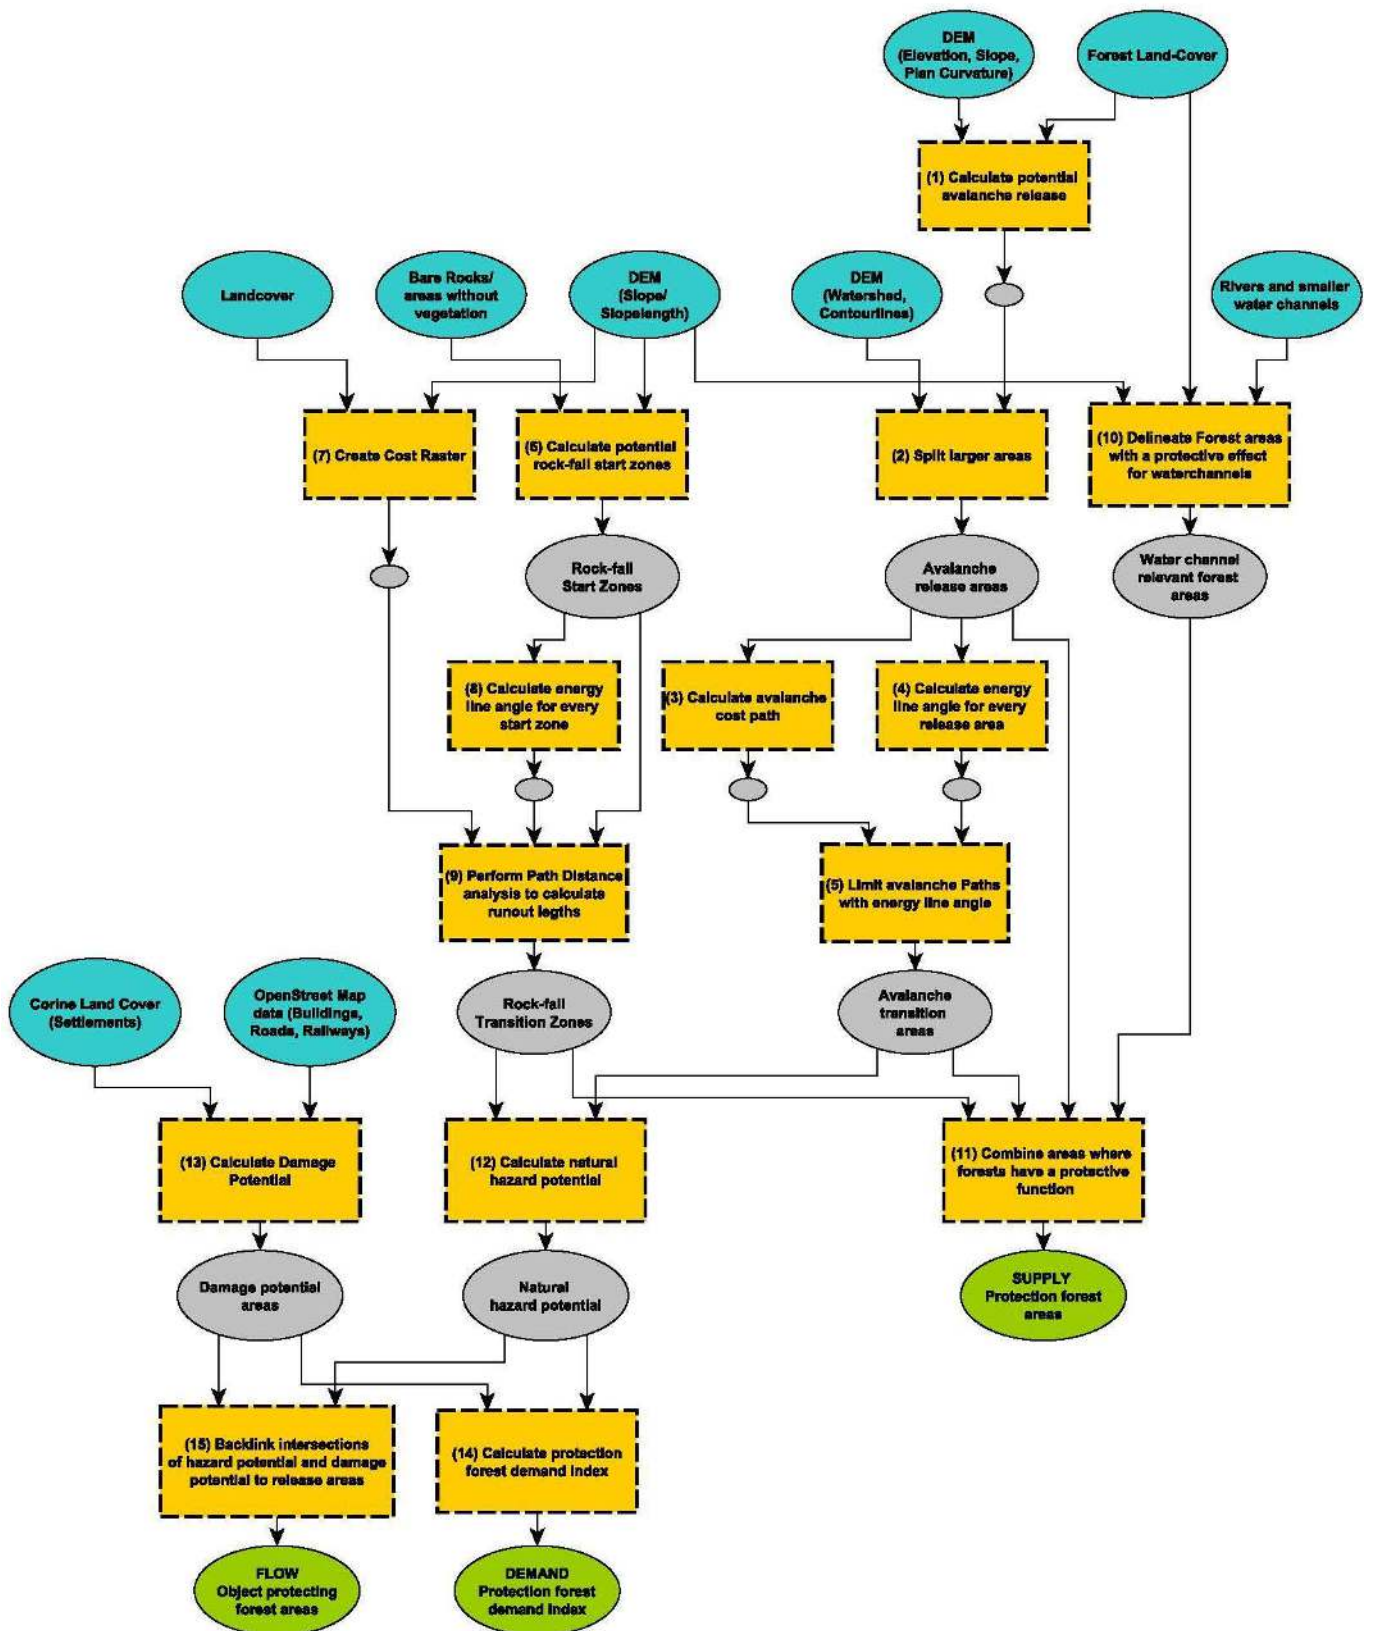 DEM
(Elevation, Slope,
Plan Curvature)
Forest Land-Cover
(1) Calculate potential
avalanche release
Landcover
Bare Rocks/
areas without
vegetation
DEM
(Slope/
Slopelength)
DEM
(Watershed,
Contourlines)
Rivers and smaller
water channels
(7) Create Cost Raster
(6) Calculate potential
rock-fall start zones
(2) Split larger areas
(10) Delineate Forest areas
with a protective effect
for waterchannels
Rock-fall
Start Zones
Avalanche
release areas
Water channel
relevant forest
areas
(8) Calculate energy
line angle for every
start zone
(3) Calculate avalanche
cost path
(4) Calculate energy
line angle for every
release area
(9) Perform Path Distance
analysis to calculate
runout legths
(5) Limit avalanche Paths
with energy line angle
Corine Land Cover
(Settlements)
OpenStreet Map
data (Buildings,
Roads, Railways)
Rock-fall
Transition Zones
Avalanche
transition
areas
(13) Calculate Damage
Potential
(12) Calculate natural
hazard potential
(11) Combine areas where
forests have a protective
function
Damage potential
areas
Natural
hazard potential
SUPPLY
Protection forest
areas
(15) Backlink intersections
of hazard potential and damage
potential to release areas
(14) Calculate protection
forest demand index
FLOW
Object protecting
forest areas
DEMAND
Protection forest
demand index